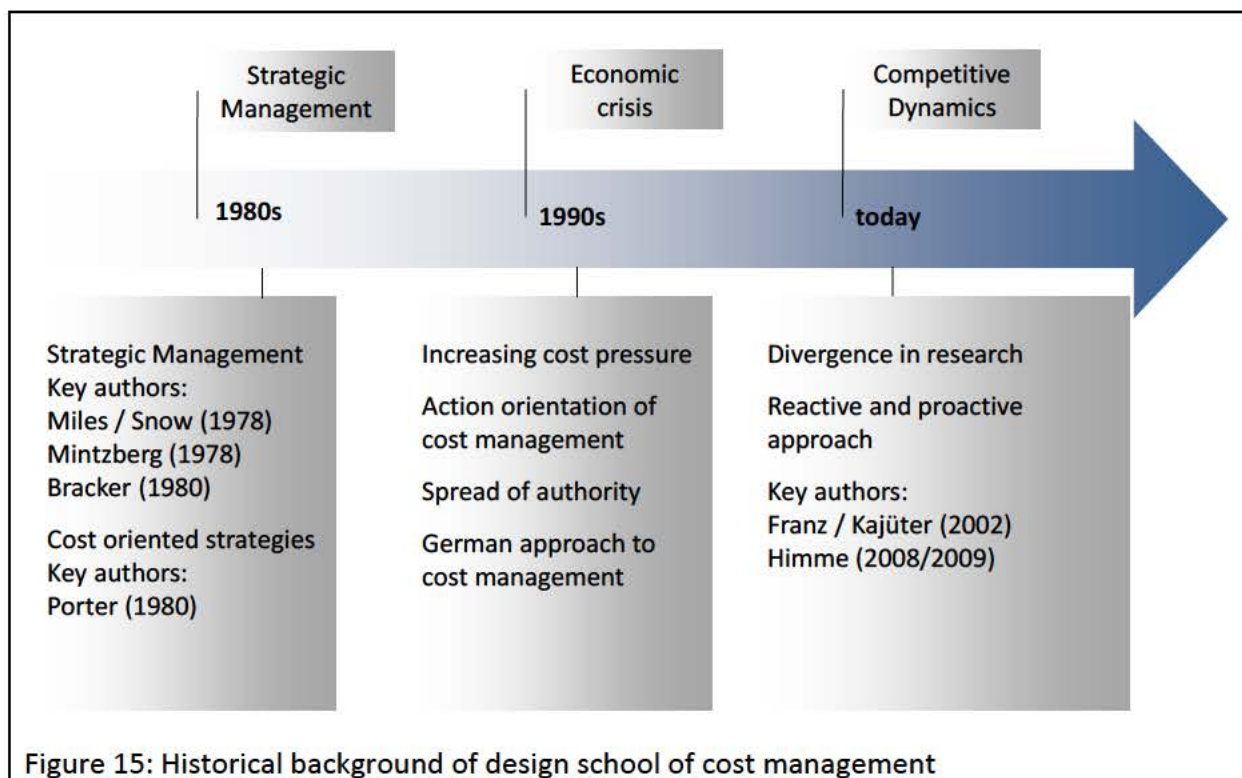 Strategic
Management
Economic
crisis
Competitive
Dynamics
1980s
1990s
today
Strategic Management
Key authors:
Miles / Snow (1978)
Mintzberg (1978)
Bracker (1980)
Cost oriented strategies
Key authors:
Porter (1980)
Increasing cost pressure
Action orientation of
cost management
Spread of authority
German approach to
cost management
Divergence in research
Reactive and proactive
approach
Key authors:
Franz / Kajüter (2002)
Himme (2008/2009)
Figure 15: Historical background of design school of cost management